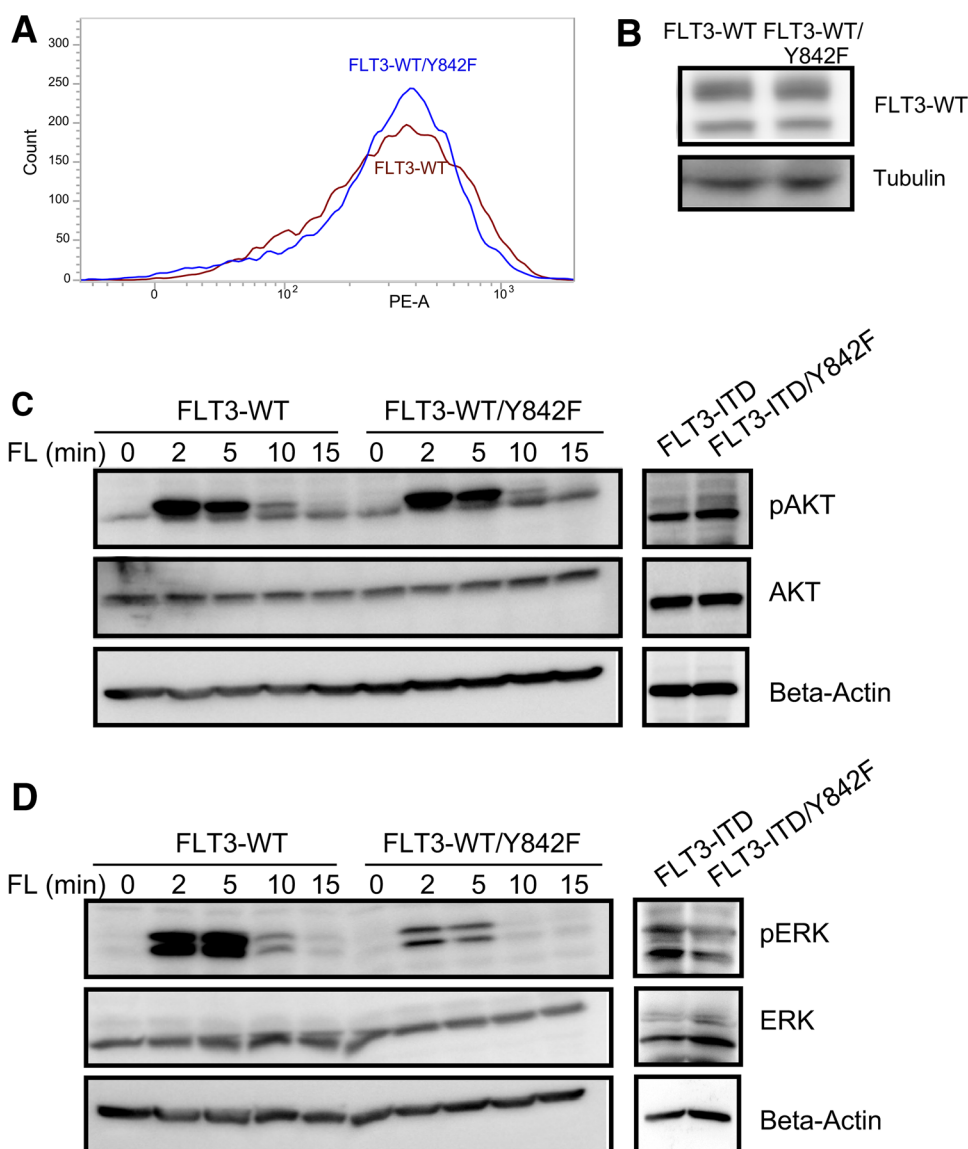 A
300
250
200
150
100
50
0
Count
FLT3-WT/Y842F
FLT3-WT
0 10² 10³
PE-A
B
FLT3-WT FLT3-WT/
Y842F
FLT3-WT
Tubulin
C
FLT3-WT FLT3-WT/Y842F
FLT3-ITD
FLT3-ITD/Y842F
FL (min) 0 2 5 10 15 0 2 5 10 15
pAKT
AKT
Beta-Actin
D
FLT3-WT FLT3-WT/Y842F
FLT3-ITD
FLT3-ITD/Y842F
FL (min) 0 2 5 10 15 0 2 5 10 15
pERK
ERK
Beta-Actin